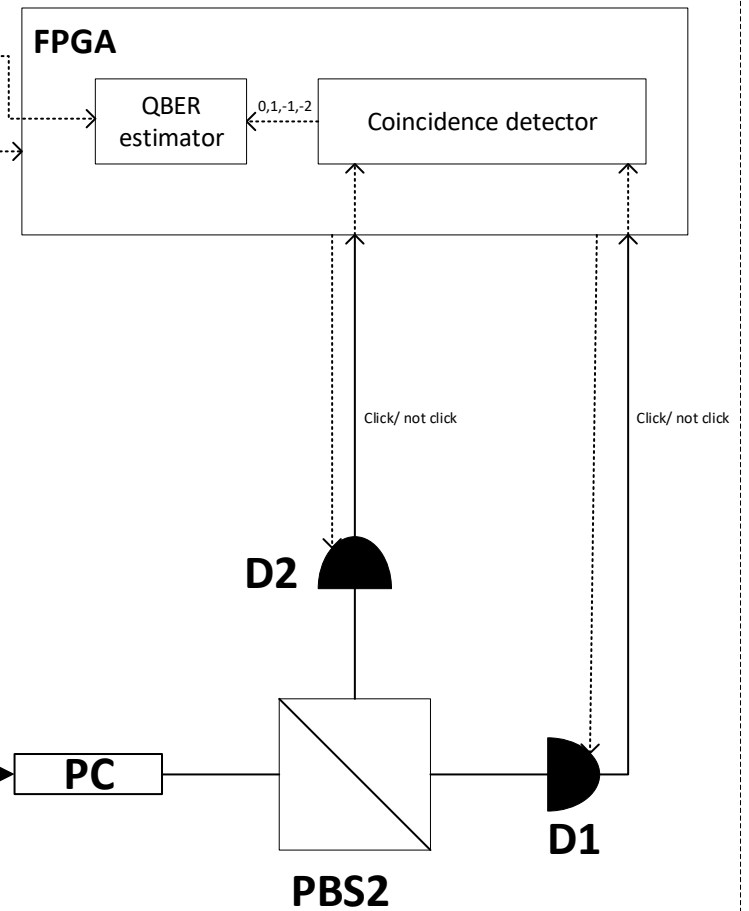 FPGA
QBER
estimator
0,1,-1,-2
Coincidence detector
Click/ not click
Click/ not click
D2
PC
D1
PBS2